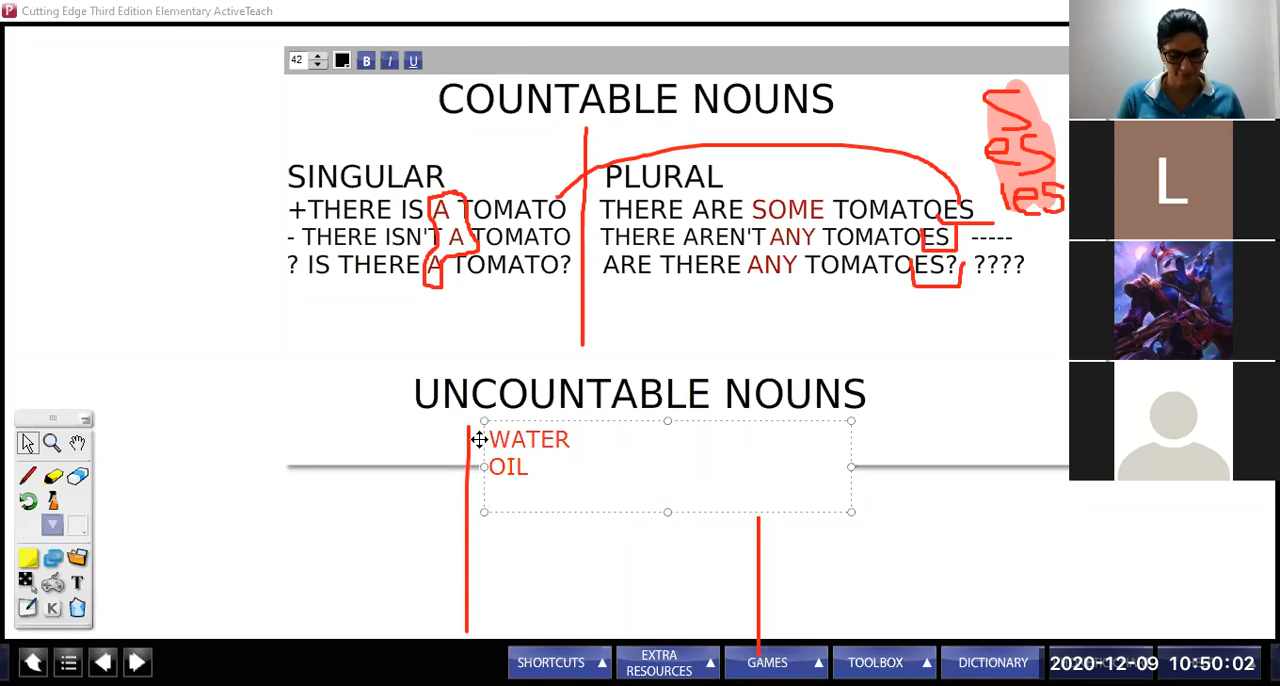 Cutting Edge Third Edition Elementary ActiveTeach
42 B I U
COUNTABLE NOUNS
SINGULAR
+THERE IS A TOMATO
- THERE ISN'T A TOMATO
? IS THERE A TOMATO?
PLURAL
THERE ARE SOME TOMATOES
THERE AREN'T ANY TOMATOES -----
ARE THERE ANY TOMATOES? ????
es
ies
L
UNCOUNTABLE NOUNS
WATER
OIL
T
K
SHORTCUTS
EXTRA RESOURCES
GAMES
TOOLBOX
DICTIONARY
2020-12-09 10:50:02